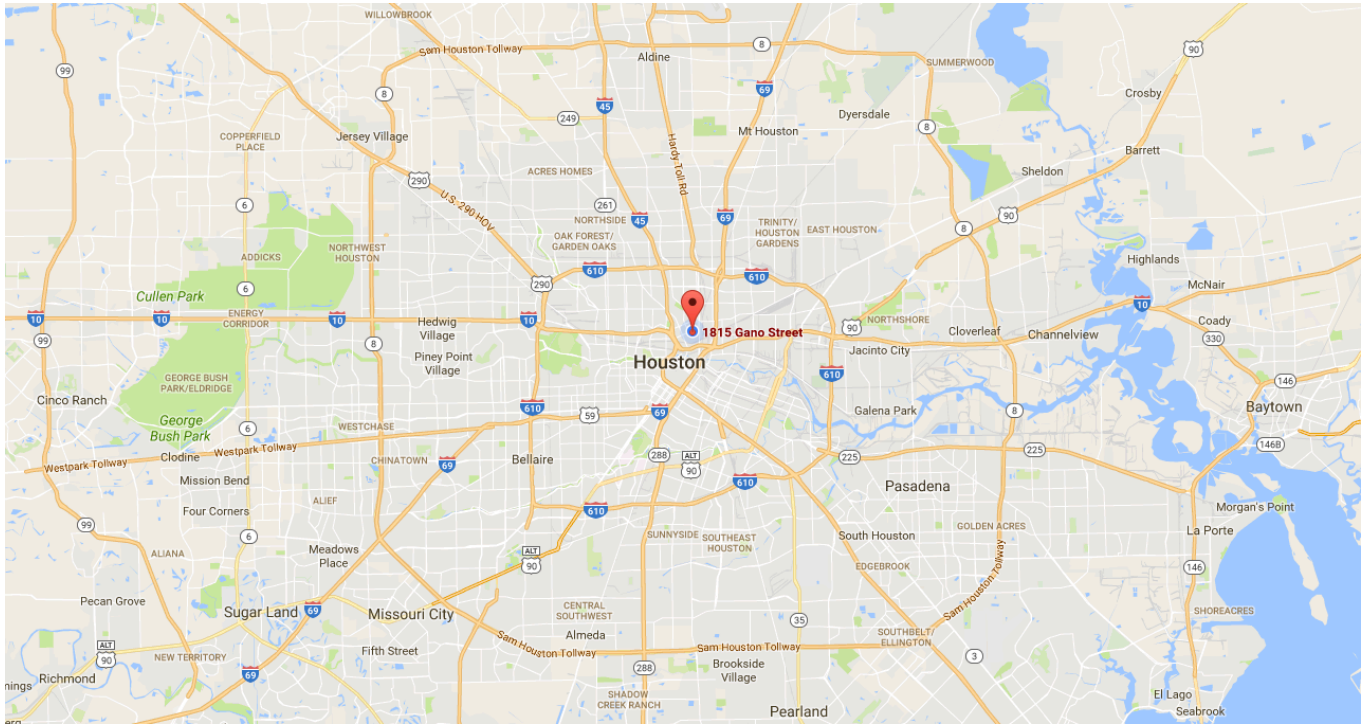 WILLOWBROOK
99
Sam Houston Tollway
Aldine
8
45
69
90
SUMMERWOOD
Crosby
8
249
Dyersdale
COPPERFIELD
PLACE
Jersey Village
Mt Houston
8
Hardy Toll Rd
Barrett
290
ACRES HOMES
Sheldon
6
U.S. 290 HOV
261
NORTHSIDE
45
69
TRINITY/
HOUSTON
GARDENS
EAST HOUSTON
90
8
OAK FOREST/
GARDEN OAKS
NORTHWEST
HOUSTON
ADDICKS
Highlands
610
610
290
6
McNair
Cullen Park
10
10
ENERGY
CORRIDOR
10
Hedwig
Village
10
1815 Gano Street
90
NORTHSHORE
Cloverleaf
Channelview
10
Coady
330
99
8
Piney Point
Village
Houston
Jacinto City
610
GEORGE BUSH
PARK/ELDRIDGE
146
Cinco Ranch
George
Bush Park
610
59
69
Galena Park
8
Baytown
6
WESTCHASE
146B
Clodine
Westpark Tollway
CHINATOWN
69
Bellaire
288
ALT
90
225
225
Mission Bend
610
Pasadena
ALIEF
Four Corners
610
Morgan's Point
99
6
SUNNYSIDE
SOUTHEAST
HOUSTON
South Houston
GOLDEN ACRES
La Porte
ALIANA
Meadows
Place
ALT
90
EDGEBROOK
146
Sam Houston Tollway
Pecan Grove
Sugar Land
69
Missouri City
CENTRAL
SOUTHWEST
Almeda
35
SHOREACRES
SOUTHBELT/
ELLINGTON
ALT
90
NEW TERRITORY
Fifth Street
Sam Houston Tollway
Sam Houston Tollway
Richmond
69
288
Brookside
Village
3
nings
SHADOW
CREEK RANCH
El Lago
Pearland
Seabrook
erg